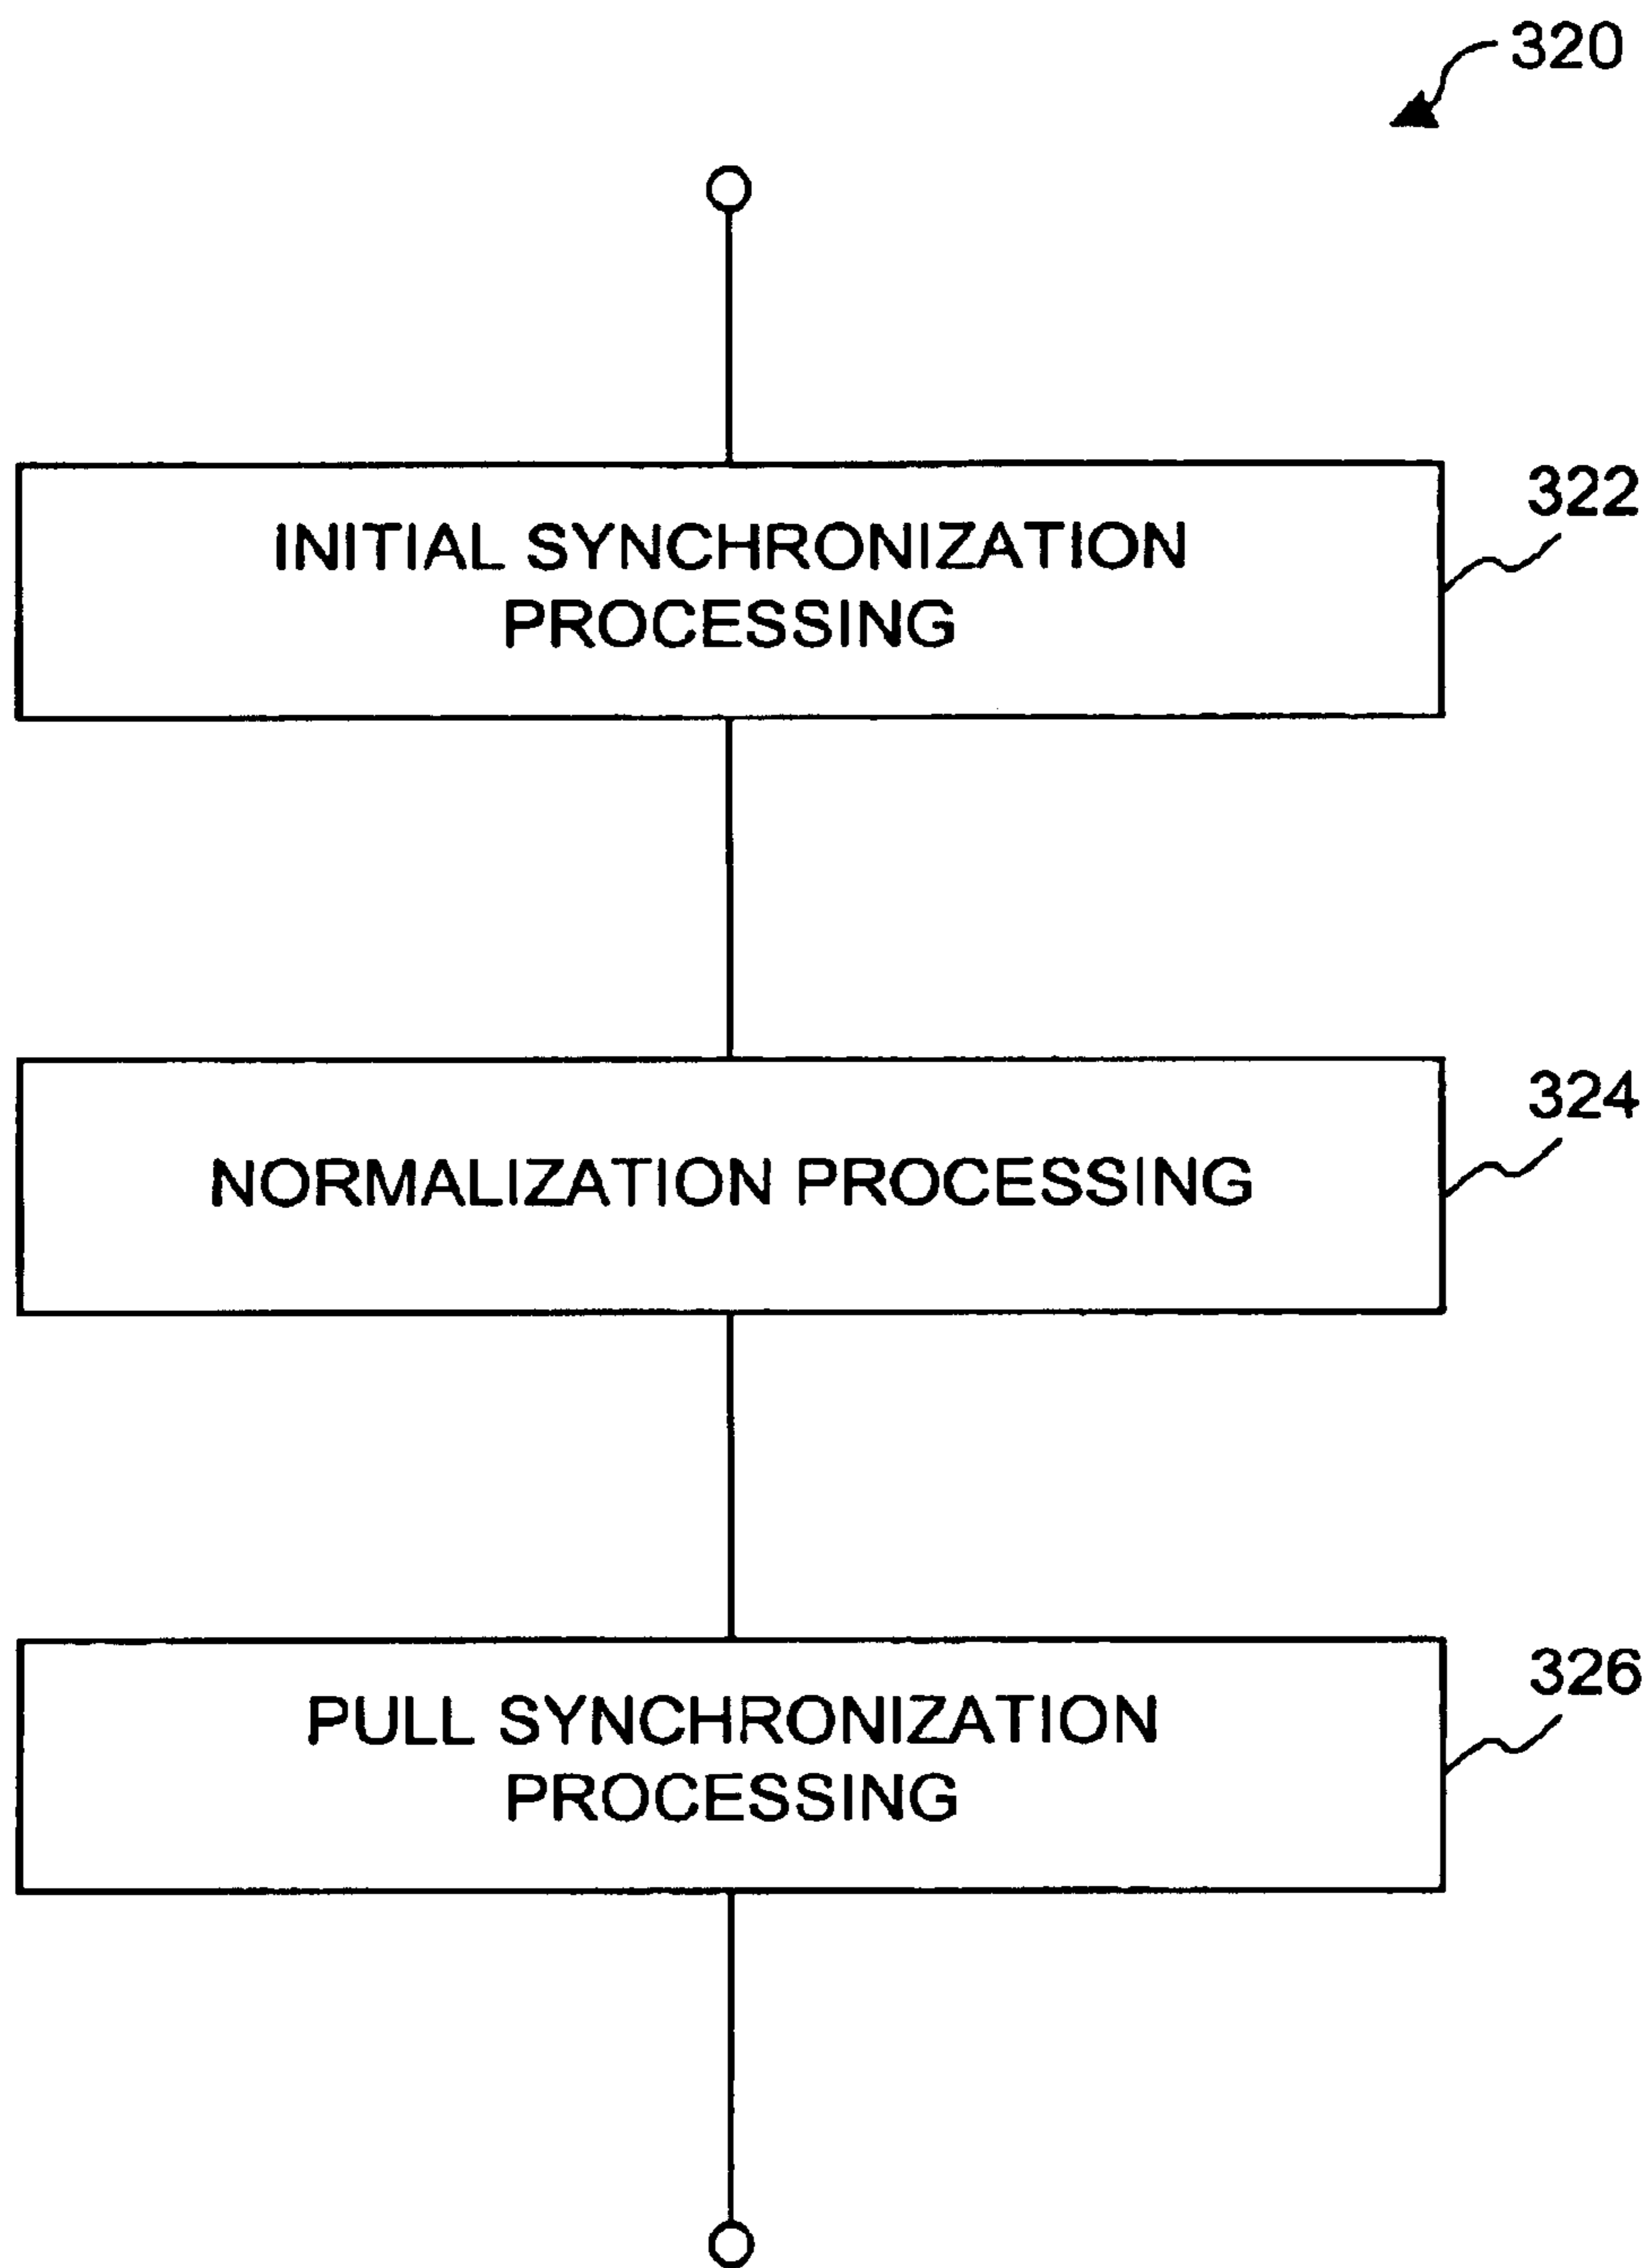 320
INITIAL SYNCHRONIZATION
PROCESSING
322
NORMALIZATION PROCESSING
324
PULL SYNCHRONIZATION
PROCESSING
326